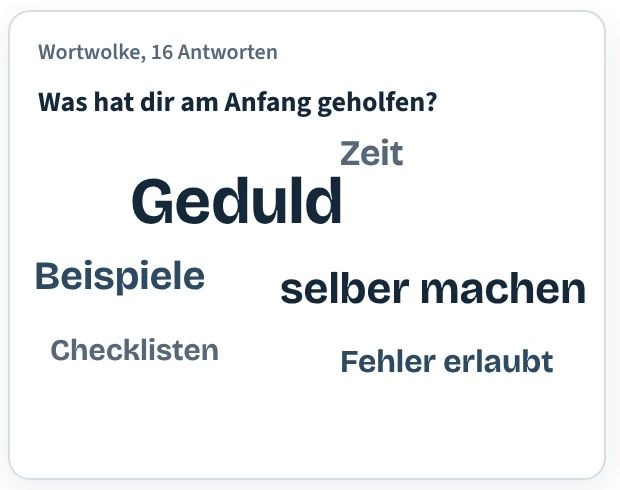 Wortwolke, 16 Antworten
Was hat dir am Anfang geholfen?
Zeit
Geduld
Beispiele
selber machen
Checklisten
Fehler erlaubt